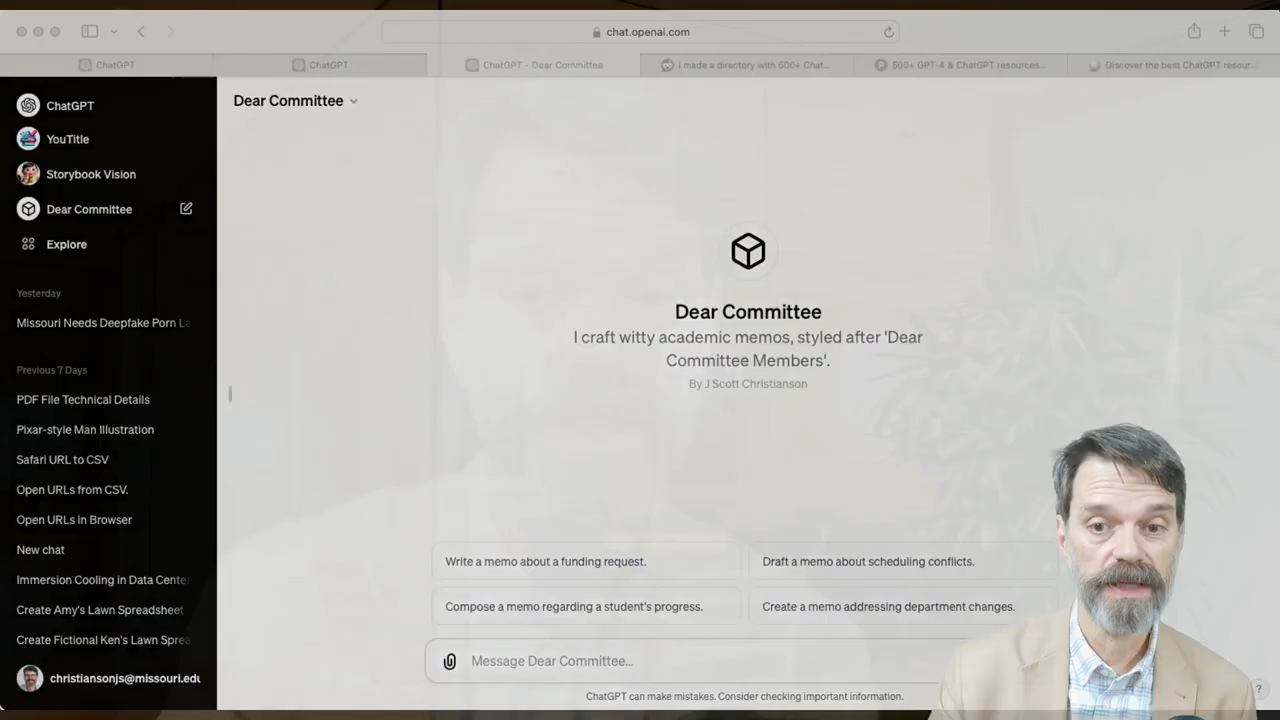 chat.openai.com
ChatGPT
ChatGPT
ChatGPT - Dear Committee
I made a directory with 500+ Chat...
500+ GPT-4 & ChatGPT resources...
Discover the best ChatGPT resour...
ChatGPT
YouTitle
Storybook Vision
Dear Committee
Explore
Yesterday
Missouri Needs Deepfake Porn La
Previous 7 Days
PDF File Technical Details
Pixar-style Man Illustration
Safari URL to CSV
Open URLs from CSV.
Open URLs in Browser
New chat
Immersion Cooling in Data Center
Create Amy's Lawn Spreadsheet
Create Fictional Ken's Lawn Sprea
christiansonjs@missouri.edu
Dear Committee
Dear Committee
I craft witty academic memos, styled after 'Dear
Committee Members'.
By J Scott Christianson
Write a memo about a funding request.
Draft a memo about scheduling conflicts.
Compose a memo regarding a student's progress.
Create a memo addressing department changes.
Message Dear Committee...
ChatGPT can make mistakes. Consider checking important information.
?